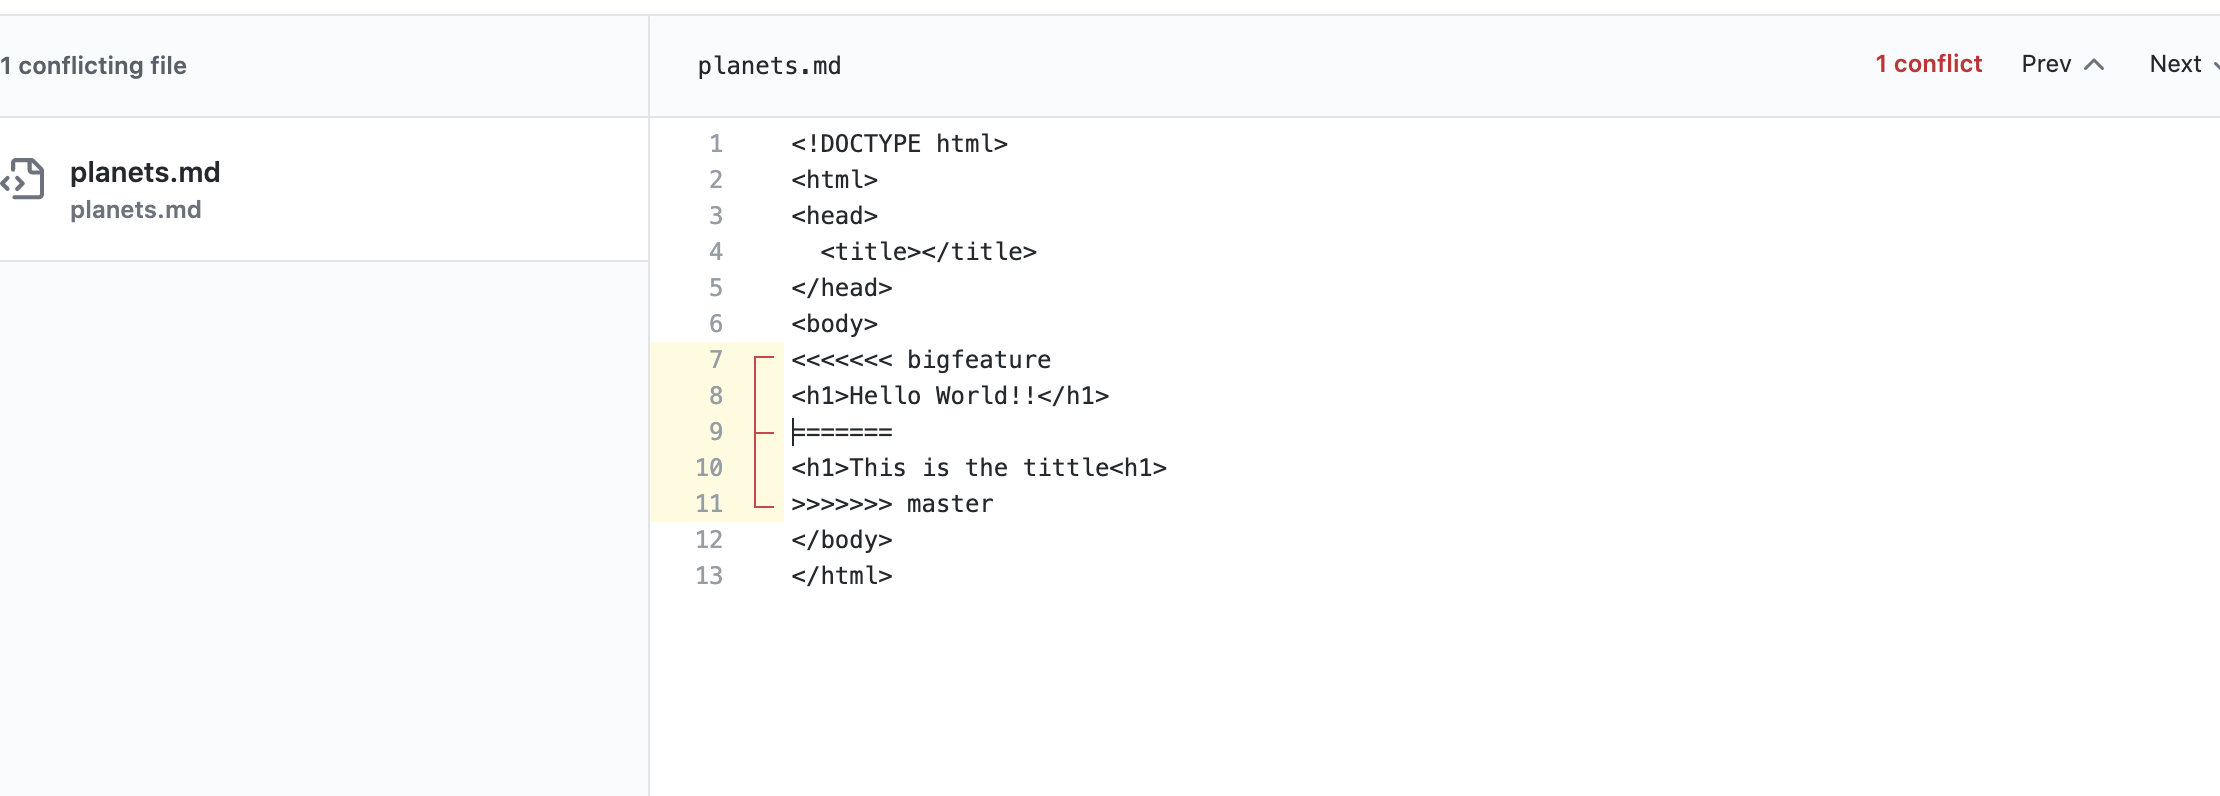 1 conflicting file
planets.md
planets.md
planets.md
1 conflict Prev Next
1 <!DOCTYPE html>
2 <html>
3 <head>
4   <title></title>
5 </head>
6 <body>
7 <<<<<<< bigfeature
8 <h1>Hello World!!</h1>
9 =======
10 <h1>This is the tittle<h1>
11 >>>>>>> master
12 </body>
13 </html>